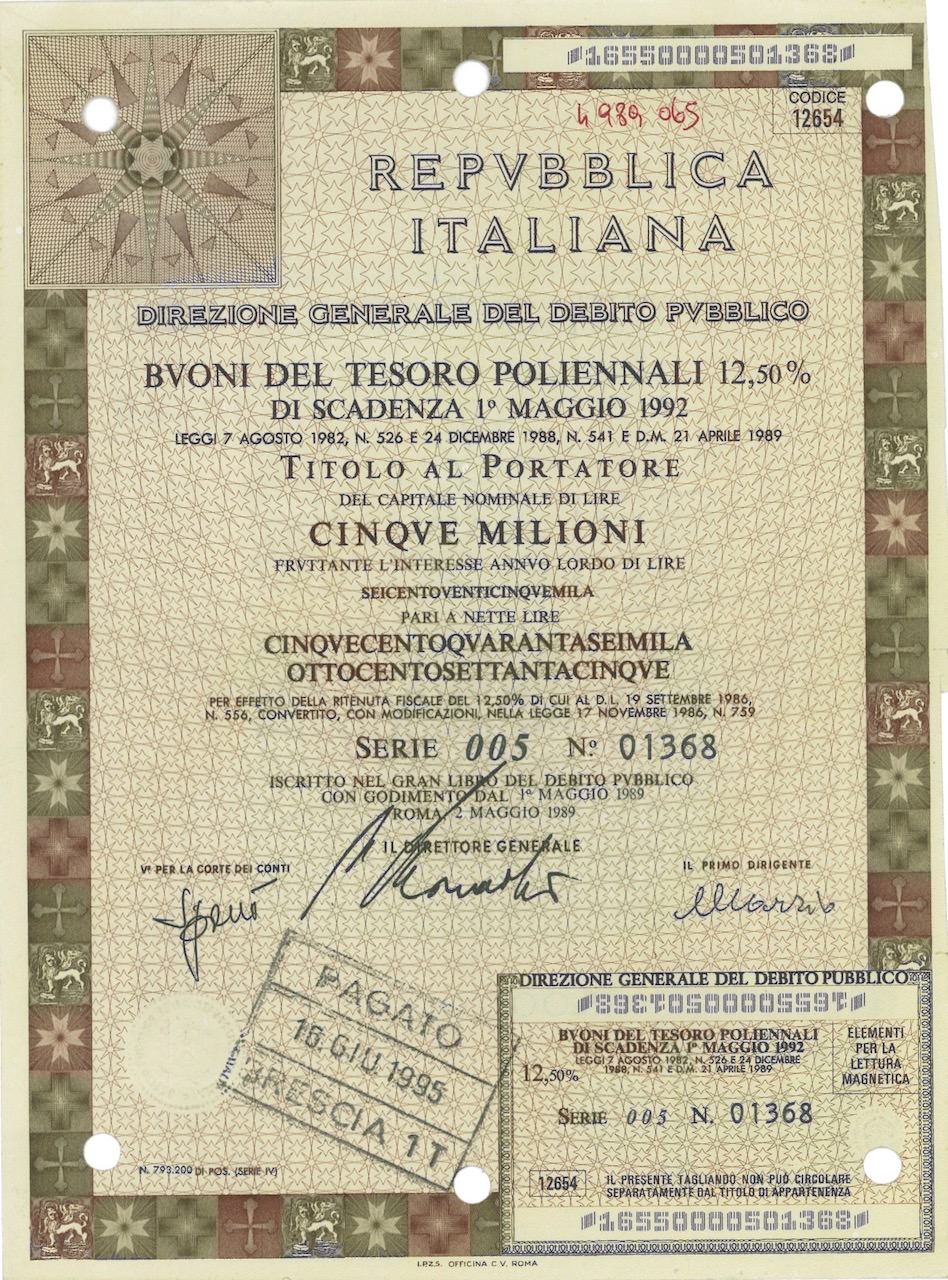 16550000501368
4989065
CODICE
12654
REPVBBLICA
ITALIANA
DIREZIONE GENERALE DEL DEBITO PVBBLICO
BVONI DEL TESORO POLIENNALI 12,50%
DI SCADENZA 1º MAGGIO 1992
LEGGI 7 AGOSTO 1982, N. 526 E 24 DICEMBRE 1988, N. 541 E D.M. 21 APRILE 1989
TITOLO AL PORTATORE
DEL CAPITALE NOMINALE DI LIRE
CINQVE MILIONI
FRVTTANTE L'INTERESSE ANNVO LORDO DI LIRE
SEICENTOVENTICINQVEMILA
PARI A NETTE LIRE
CINQVECENTOQVARANTASEIMILA
OTTOCENTOSETTANTACINQVE
PER EFFETTO DELLA RITENUTA FISCALE DEL 12,50% DI CUI AL D.L. 19 SETTEMBRE 1986,
N. 556, CONVERTITO, CON MODIFICAZIONI, NELLA LEGGE 17 NOVEMBRE 1986, N. 759
SERIE 005 Nº 01368
ISCRITTO NEL GRAN LIBRO DEL DEBITO PVBBLICO
CON GODIMENTO DAL 1º MAGGIO 1989
ROMA, 2 MAGGIO 1989
IL DIRETTORE GENERALE
Vº PER LA CORTE DEI CONTI
IL PRIMO DIRIGENTE
PAGATO
16.GIU.1995
BRESCIA 1T
DIREZIONE GENERALE DEL DEBITO PUBBLICO
16550000501368
BVONI DEL TESORO POLIENNALI
DI SCADENZA 1º MAGGIO 1992
LEGGI 7 AGOSTO 1982, N. 526 E 24 DICEMBRE
1988, N. 541 E D.M. 21 APRILE 1989
12,50%
ELEMENTI
PER LA
LETTURA
MAGNETICA
SERIE 005 N. 01368
12654
IL PRESENTE TAGLIANDO NON PUÒ CIRCOLARE
SEPARATAMENTE DAL TITOLO DI APPARTENENZA
16550000501368
N. 793.200 DI POS. (SERIE IV)
I.P.Z.S. OFFICINA C.V. ROMA